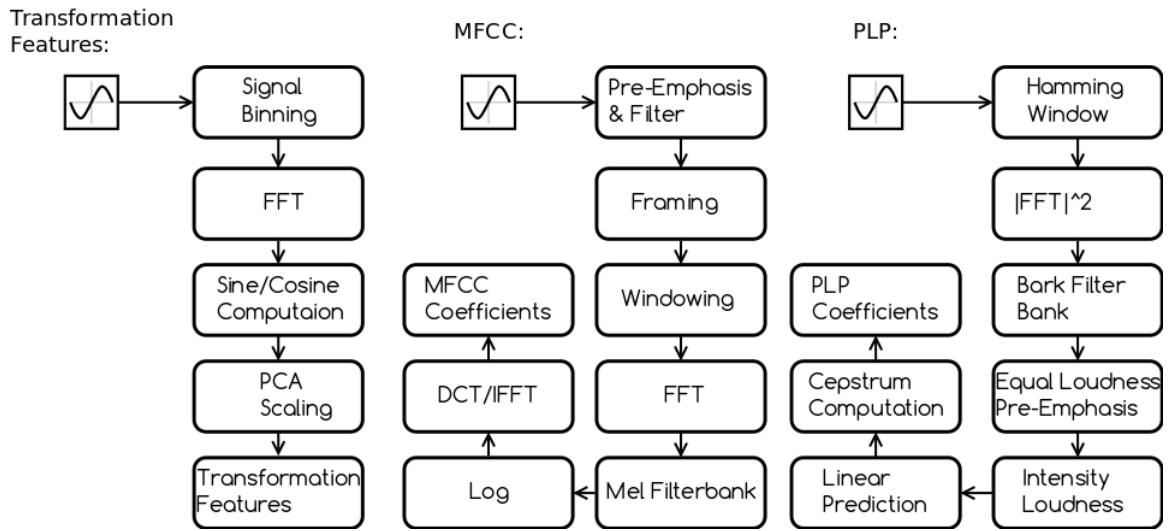 Transformation
Features:
Signal
Binning
FFT
Sine/Cosine
Computaion
PCA
Scaling
Transformation
Features
MFCC:
Pre-Emphasis
& Filter
Framing
Windowing
FFT
Mel Filterbank
Log
DCT/IFFT
MFCC
Coefficients
PLP:
Hamming
Window
|FFT|^2
Bark Filter
Bank
Equal Loudness
Pre-Emphasis
Intensity
Loudness
Linear
Prediction
Cepstrum
Computation
PLP
Coefficients